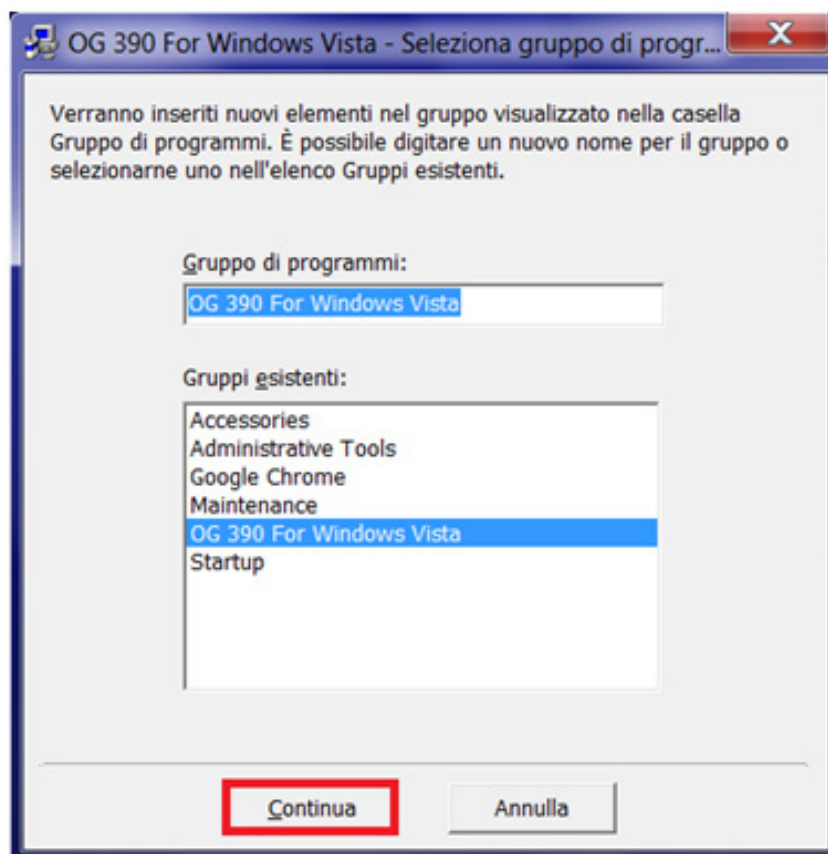 OG 390 For Windows Vista - Seleziona gruppo di progr...
Verranno inseriti nuovi elementi nel gruppo visualizzato nella casella
Gruppo di programmi. È possibile digitare un nuovo nome per il gruppo o
selezionarne uno nell'elenco Gruppi esistenti.
Gruppo di programmi:
OG 390 For Windows Vista
Gruppi esistenti:
Accessories
Administrative Tools
Google Chrome
Maintenance
OG 390 For Windows Vista
Startup
Continua
Annulla